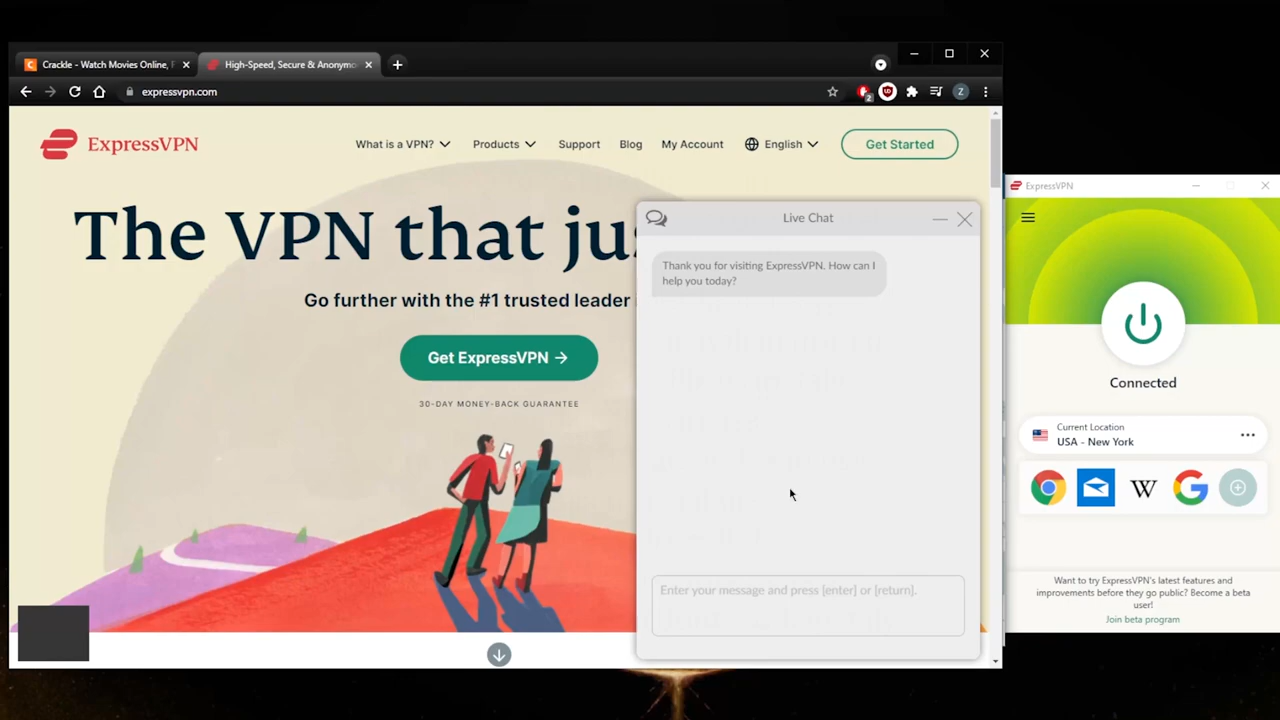 Crackle - Watch Movies Online, F
High-Speed, Secure & Anonymo
expressvpn.com
2
Z
ExpressVPN
What is a VPN?
Products
Support
Blog
My Account
English
Get Started
The VPN that jus
Go further with the #1 trusted leader i
Get ExpressVPN →
30-DAY MONEY-BACK GUARANTEE
Live Chat
Thank you for visiting ExpressVPN. How can I
help you today?
Enter your message and press [enter] or [return].
ExpressVPN
Connected
Current Location
USA - New York
W
Want to try ExpressVPN's latest features and
improvements before they go public? Become a beta
user!
Join beta program